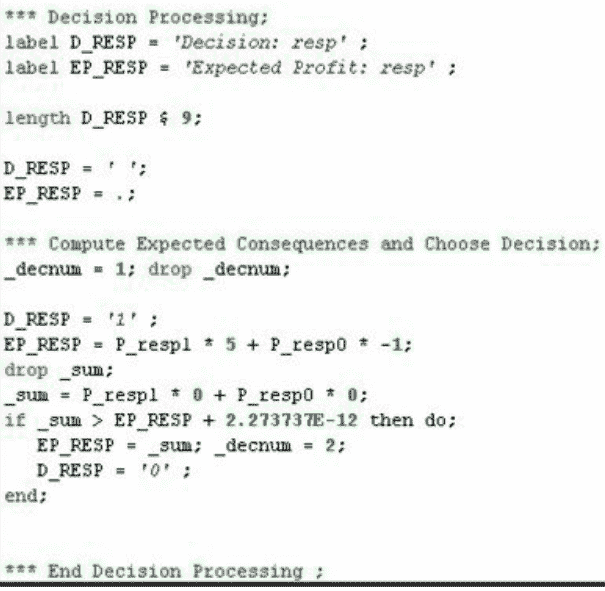 *** Decision Processing;
label D_RESP = 'Decision: resp' ;
label EP_RESP = 'Expected Profit: resp' ;
length D_RESP $ 9;
D_RESP = ' ';
EP_RESP = .;
*** Compute Expected Consequences and Choose Decision;
_decnum = 1; drop _decnum;
D_RESP = '1' ;
EP_RESP = P_resp1 * 5 + P_resp0 * -1;
drop _sum;
_sum = P_resp1 * 0 + P_resp0 * 0;
if _sum > EP_RESP + 2.273737E-12 then do;
EP_RESP = _sum; _decnum = 2;
D_RESP = '0' ;
end;
*** End Decision Processing ;